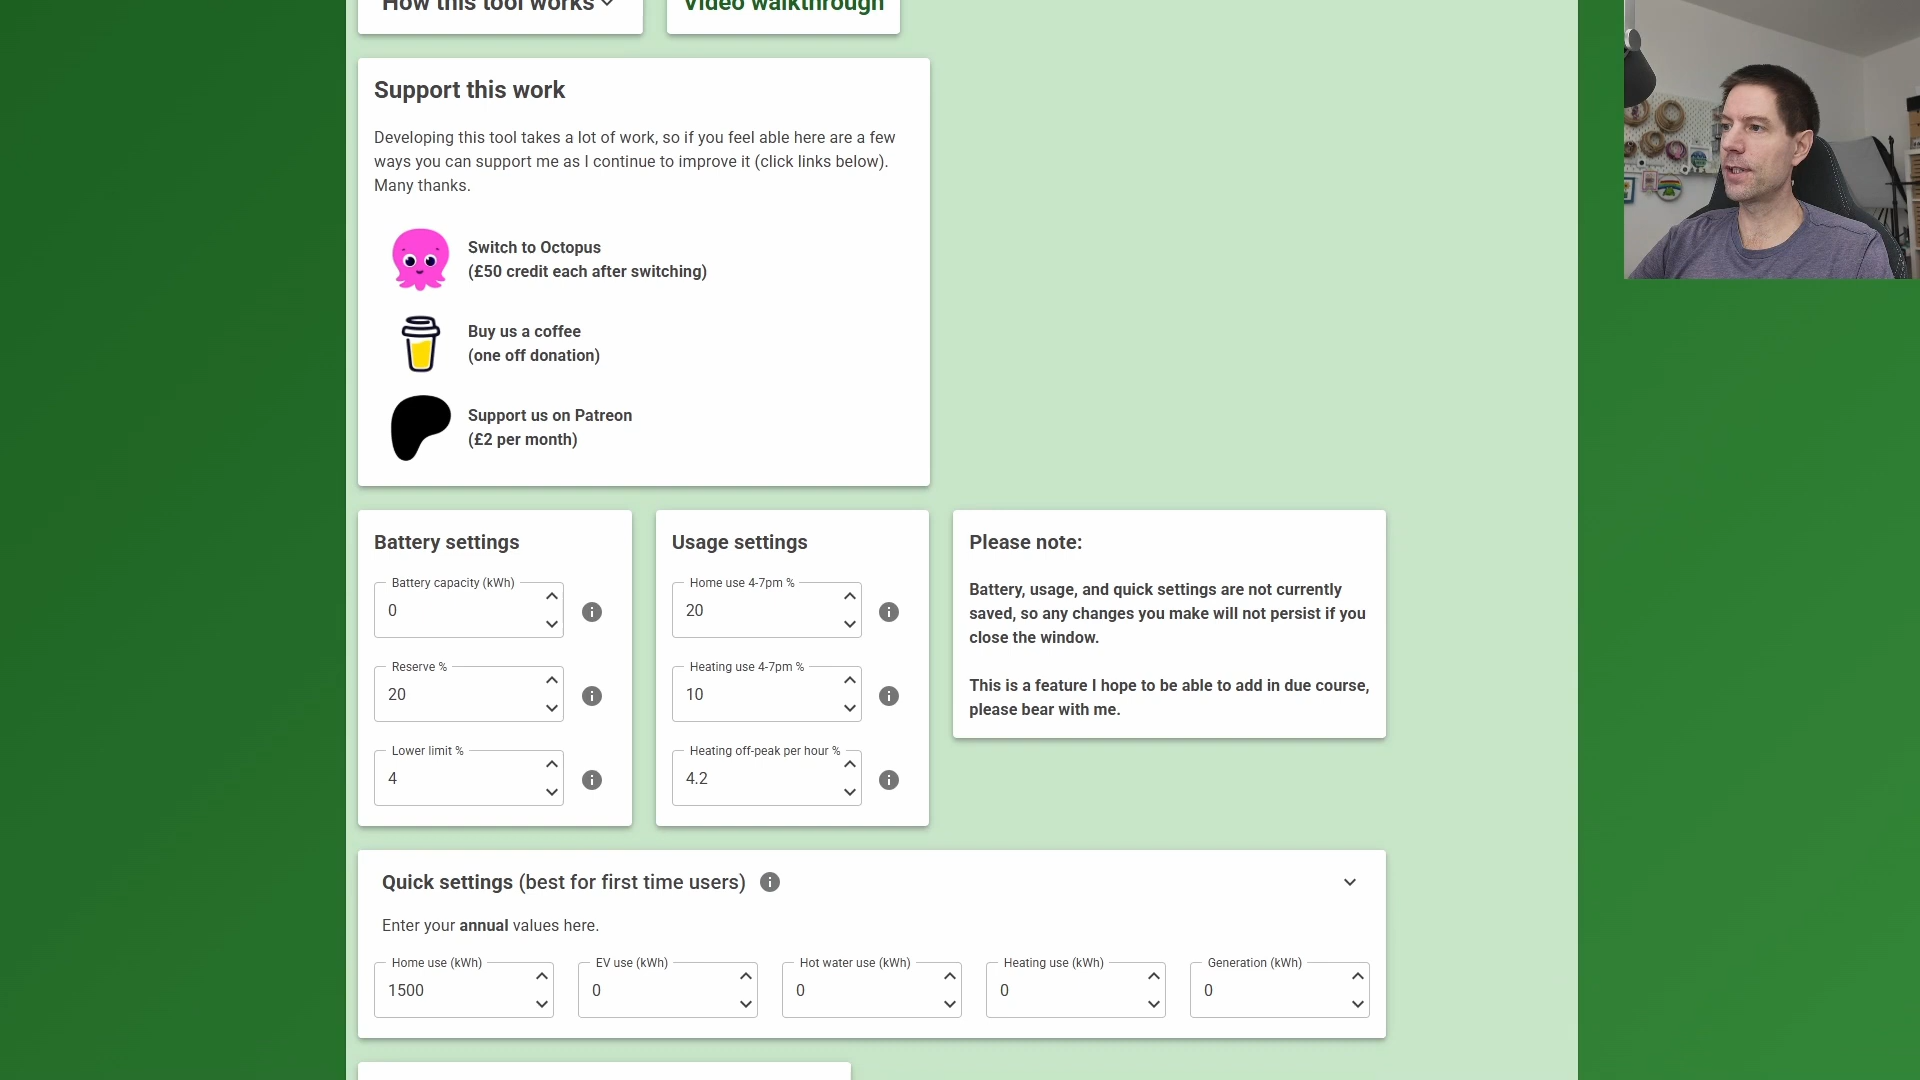 How this tool works
Video walkthrough
Support this work
Developing this tool takes a lot of work, so if you feel able here are a few
ways you can support me as I continue to improve it (click links below).
Many thanks.
Switch to Octopus
(£50 credit each after switching)
Buy us a coffee
(one off donation)
Support us on Patreon
(£2 per month)
Battery settings
Battery capacity (kWh)
0
Reserve %
20
Lower limit %
4
Usage settings
Home use 4-7pm %
20
Heating use 4-7pm %
10
Heating off-peak per hour %
4.2
Please note:
Battery, usage, and quick settings are not currently
saved, so any changes you make will not persist if you
close the window.
This is a feature I hope to be able to add in due course,
please bear with me.
Quick settings (best for first time users)
Enter your annual values here.
Home use (kWh)
1500
EV use (kWh)
0
Hot water use (kWh)
0
Heating use (kWh)
0
Generation (kWh)
0